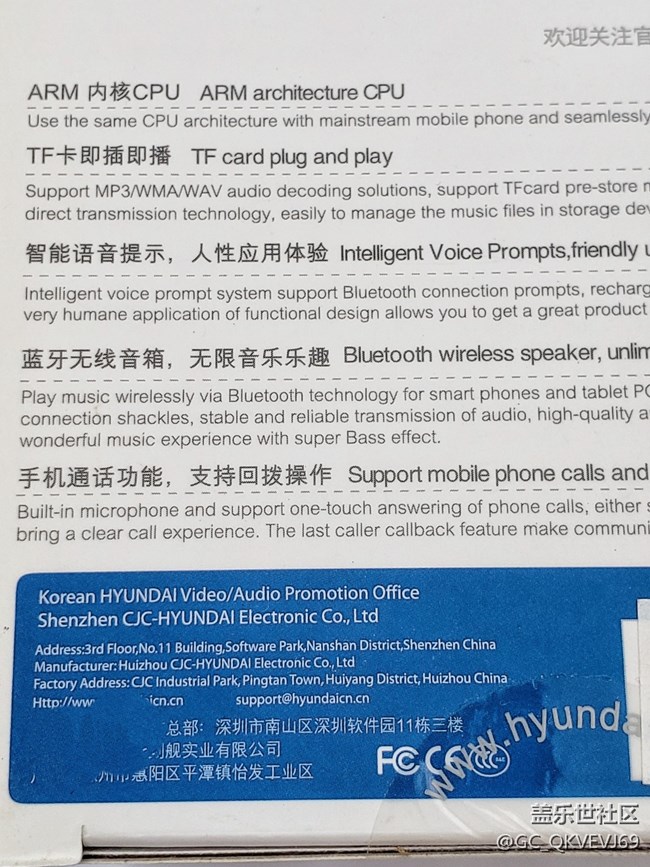 欢迎关注官
ARM 内核CPU ARM architecture CPU
Use the same CPU architecture with mainstream mobile phone and seamlessly
TF卡即插即播 TF card plug and play
Support MP3/WMA/WAV audio decoding solutions, support TFcard pre-store
direct transmission technology, easily to manage the music files in storage
智能语音提示，人性应用体验 Intelligent Voice Prompts,friendly
Intelligent voice prompt system support Bluetooth connection prompts,
very humane application of functional design allows you to get a great product
蓝牙无线音箱，无限音乐乐趣 Bluetooth wireless speaker,
Play music wirelessly via Bluetooth technology for smart phones and tablet
connection shackles, stable and reliable transmission of audio, high-quality
wonderful music experience with super Bass effect.
手机通话功能，支持回拨操作 Support mobile phone calls and
Built-in microphone and support one-touch answering of phone calls, either
bring a clear call experience. The last caller callback feature make
Korean HYUNDAI Video/Audio Promotion Office
Shenzhen CJC-HYUNDAI Electronic Co., Ltd
Address:3rd Floor,No.11 Building,Software Park,Nanshan District,Shenzhen China
Manufacturer: Huizhou CJC-HYUNDAI Electronic Co., Ltd
Factory Address: CJC Industrial Park, Pingtan Town, Huiyang District, Huizhou China
Http://ww icn.cn support@hyundaicn.cn
总部：深圳市南山区深圳软件园11栋三楼
舰实业有限公司
州市惠阳区平潭镇怡发工业区
FC CE CCC
www.hyunda
盖乐世社区
@GC_QKVEVJ69